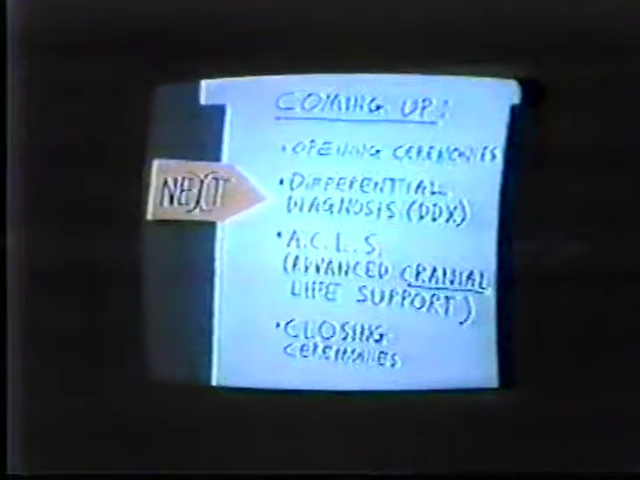 COMING UP:
• OPENING CEREMONIES
NEXT
• DIFFERENTIAL
DIAGNOSIS (DDX)
• A.C.L.S.
(ADVANCED CRANIAL
LIFE SUPPORT)
• CLOSING
CEREMONIES